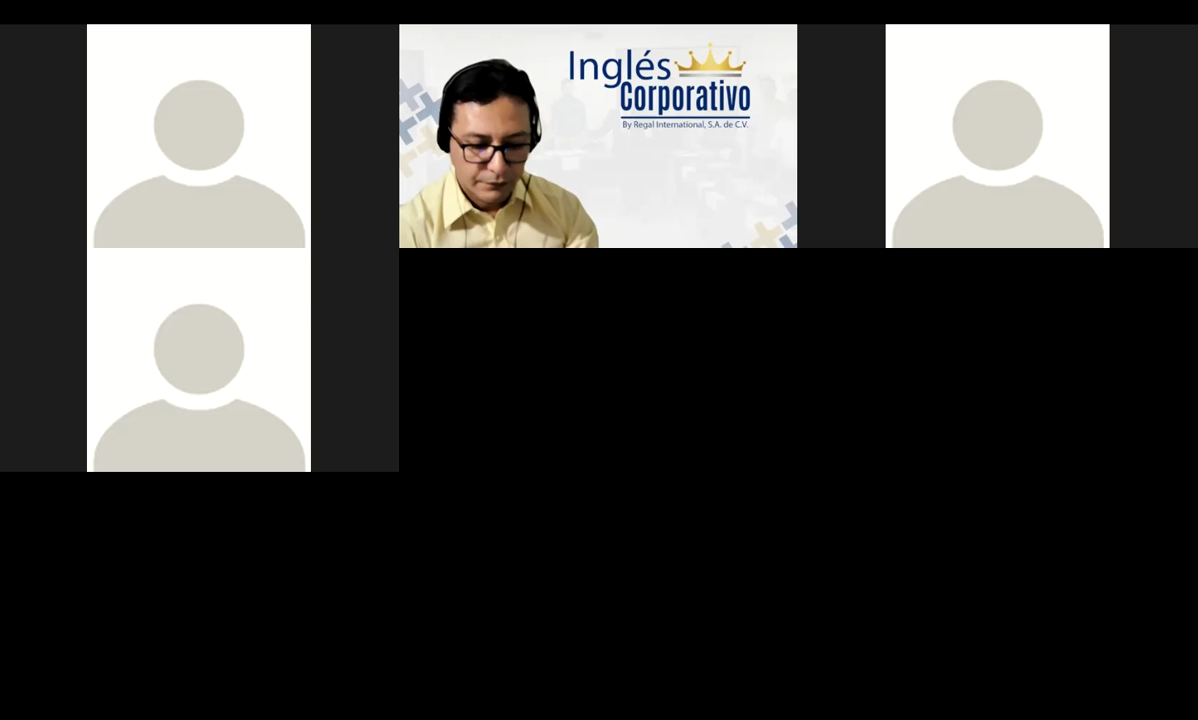 Inglés
Corporativo
By Regal International, S.A. de C.V.